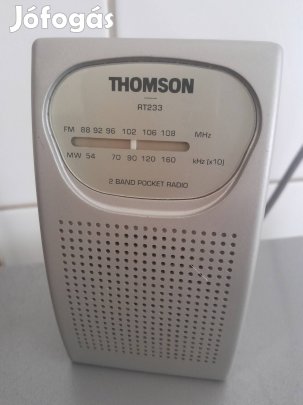 Jófogás
THOMSON
RT233
FM 88 92 96 102 106 108 MHz
MW 54 70 80 120 160 kHz (x10)
2 BAND POCKET RADIO